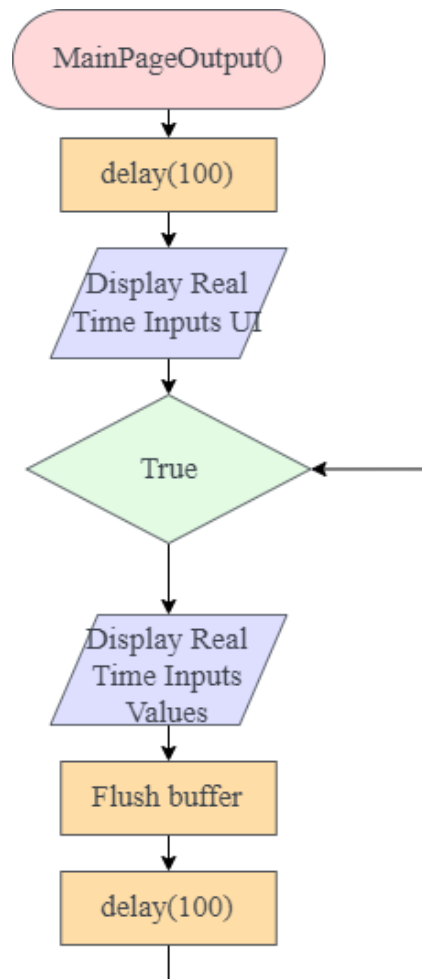 MainPageOutput()
delay(100)
Display Real
Time Inputs UI
True
Display Real
Time Inputs
Values
Flush buffer
delay(100)